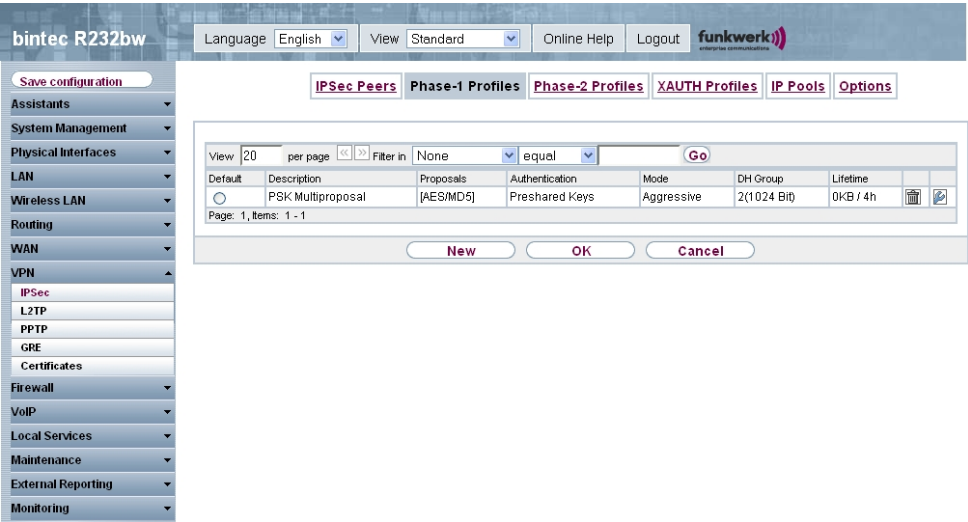 bintec R232bw
Language English View Standard Online Help Logout funkwerk
enterprise communications
Save configuration
Assistants
System Management
Physical Interfaces
LAN
Wireless LAN
Routing
WAN
VPN
IPSec
L2TP
PPTP
GRE
Certificates
Firewall
VoIP
Local Services
Maintenance
External Reporting
Monitoring
IPSec Peers Phase-1 Profiles Phase-2 Profiles XAUTH Profiles IP Pools Options
View 20 per page << >> Filter in None equal Go
Default Description Proposals Authentication Mode DH Group Lifetime
PSK Multiproposal [AES/MD5] Preshared Keys Aggressive 2(1024 Bit) 0KB / 4h
Page: 1, Items: 1 - 1
New OK Cancel